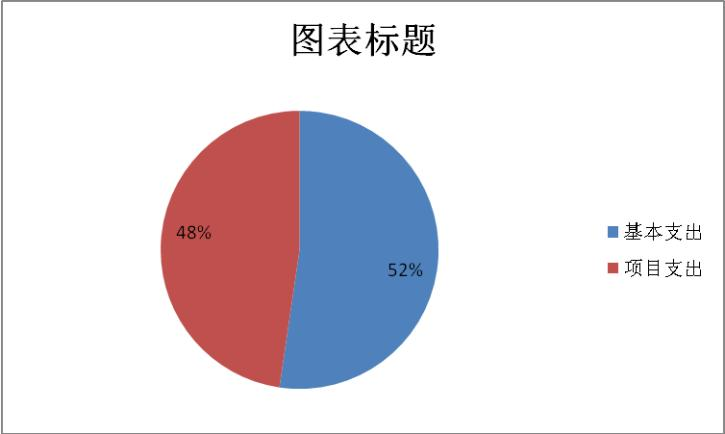 图表标题
48%
52%
基本支出
项目支出